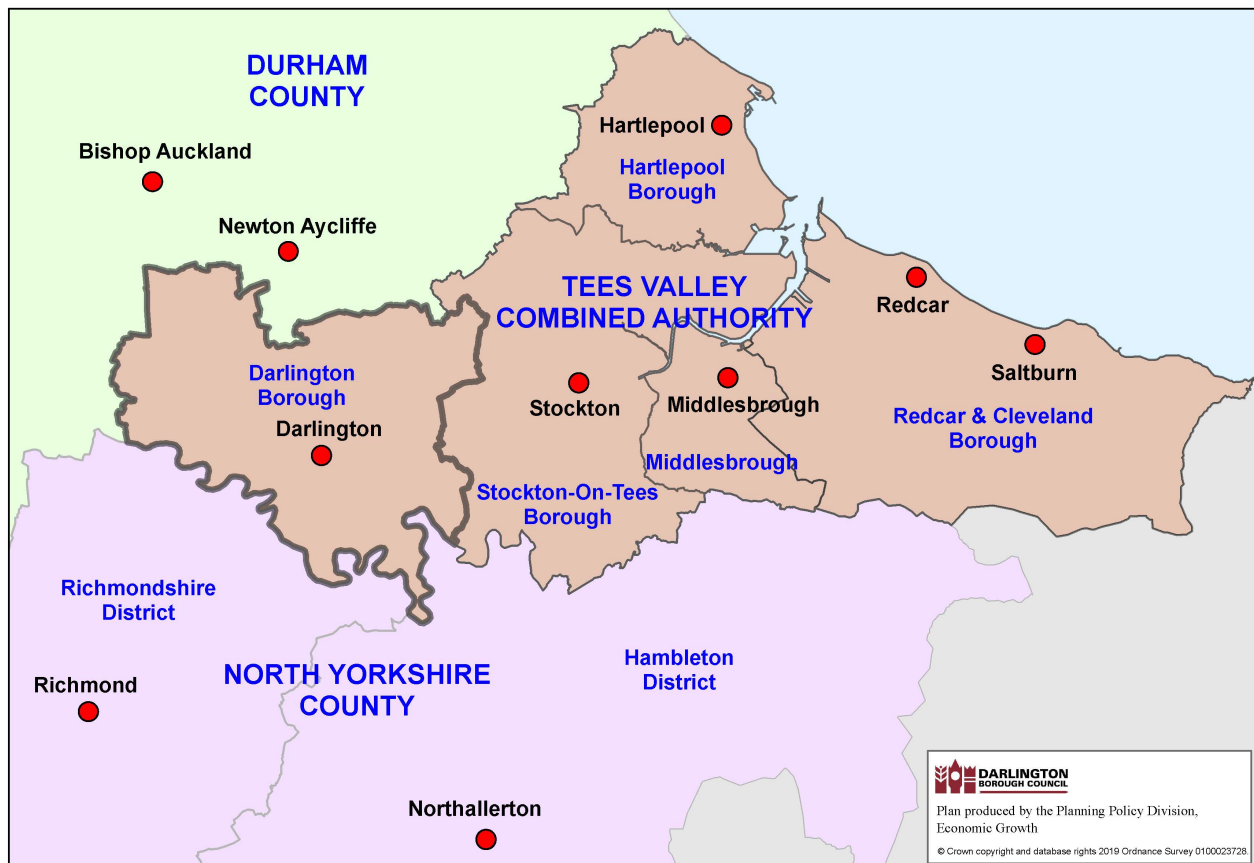 DURHAM
COUNTY
Bishop Auckland
Newton Aycliffe
Hartlepool
Hartlepool
Borough
TEES VALLEY
COMBINED AUTHORITY
Redcar
Saltburn
Darlington
Borough
Darlington
Stockton
Middlesbrough
Redcar & Cleveland
Borough
Middlesbrough
Stockton-On-Tees
Borough
Richmondshire
District
Richmond
NORTH YORKSHIRE
COUNTY
Hambleton
District
Northallerton
DARLINGTON
BOROUGH COUNCIL
Plan produced by the Planning Policy Division,
Economic Growth
© Crown copyright and database rights 2019 Ordnance Survey 0100023728.